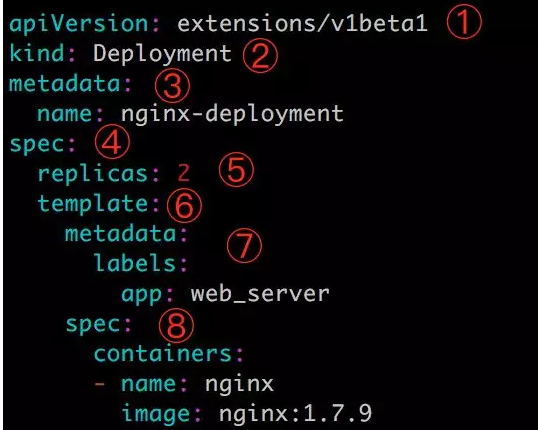 apiVersion: extensions/v1beta1 ①
kind: Deployment ②
metadata: ③
  name: nginx-deployment
spec: ④
  replicas: 2 ⑤
  template: ⑥
    metadata:
      labels: ⑦
        app: web_server
    spec: ⑧
      containers:
      - name: nginx
        image: nginx:1.7.9